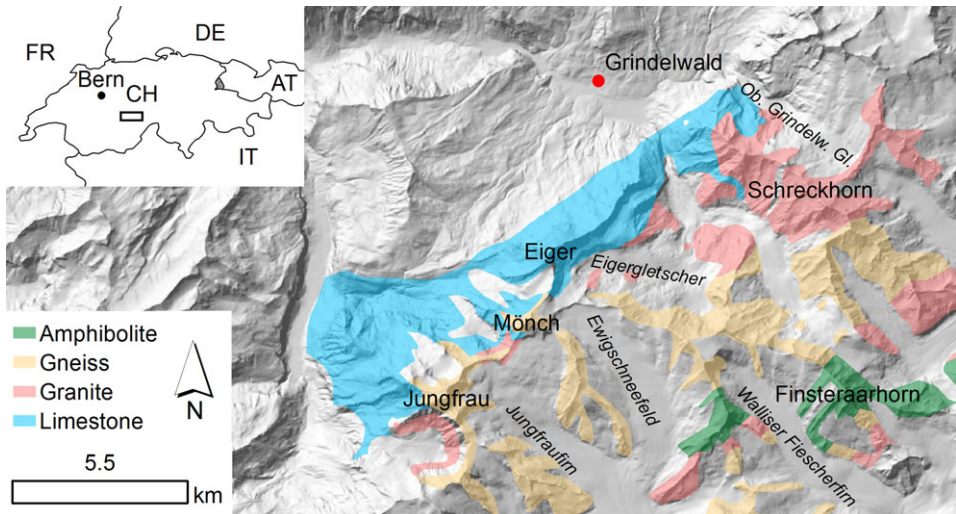 FR
DE
Bern
CH
AT
IT
Grindelwald
Ob. Grindelw. Gl.
Schreckhorn
Eiger
Eigergletscher
Mönch
Ewigschneefeld
Jungfrau
Jungfraufirn
Finsteraarhorn
Walliser Fiescherfirn
Amphibolite
Gneiss
Granite
Limestone
N
5.5
km